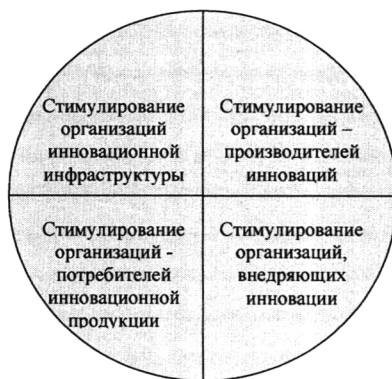 Стимулирование
организаций
инновационной
инфраструктуры
Стимулирование
организаций –
производителей
инноваций
Стимулирование
организаций -
потребителей
инновационной
продукции
Стимулирование
организаций,
внедряющих
инновации